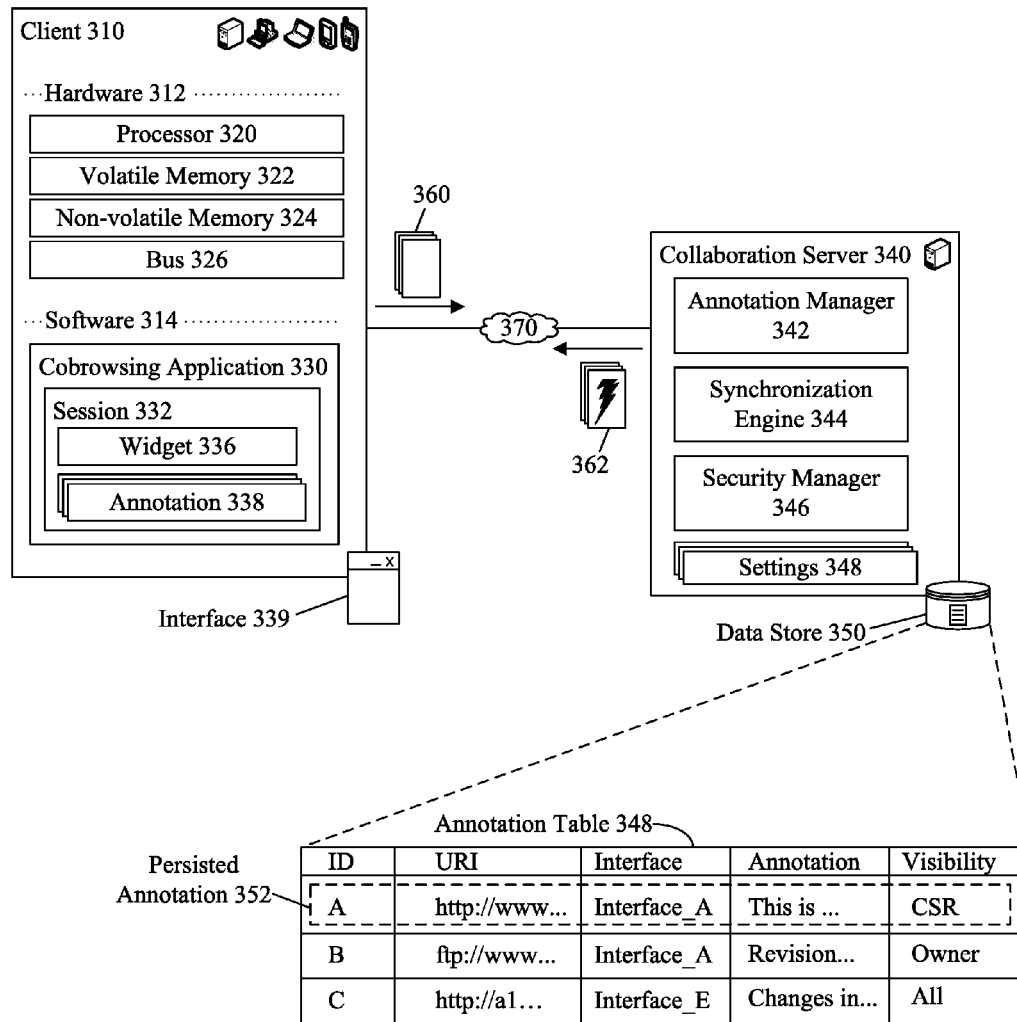 Client 310
Hardware 312
Processor 320
Volatile Memory 322
Non-volatile Memory 324
Bus 326
Software 314
Cobrowsing Application 330
Session 332
Widget 336
Annotation 338
_ x
Interface 339
360
370
362
Collaboration Server 340
Annotation Manager
342
Synchronization
Engine 344
Security Manager
346
Settings 348
Data Store 350
Annotation Table 348
Persisted
Annotation 352
ID URI Interface Annotation Visibility
A http://www... Interface_A This is ... CSR
B ftp://www... Interface_A Revision... Owner
C http://a1... Interface_E Changes in... All